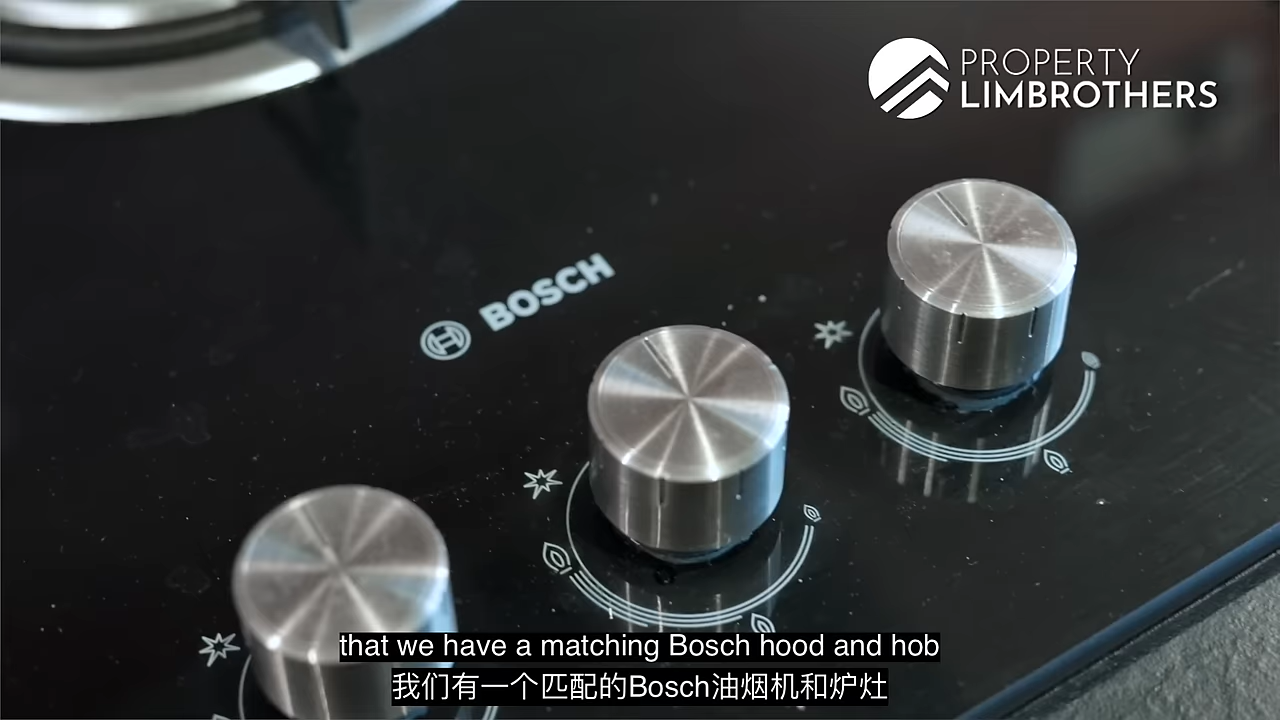 PROPERTY
LIMBROTHERS
BOSCH
that we have a matching Bosch hood and hob
我们有一个匹配的Bosch油烟机和炉灶